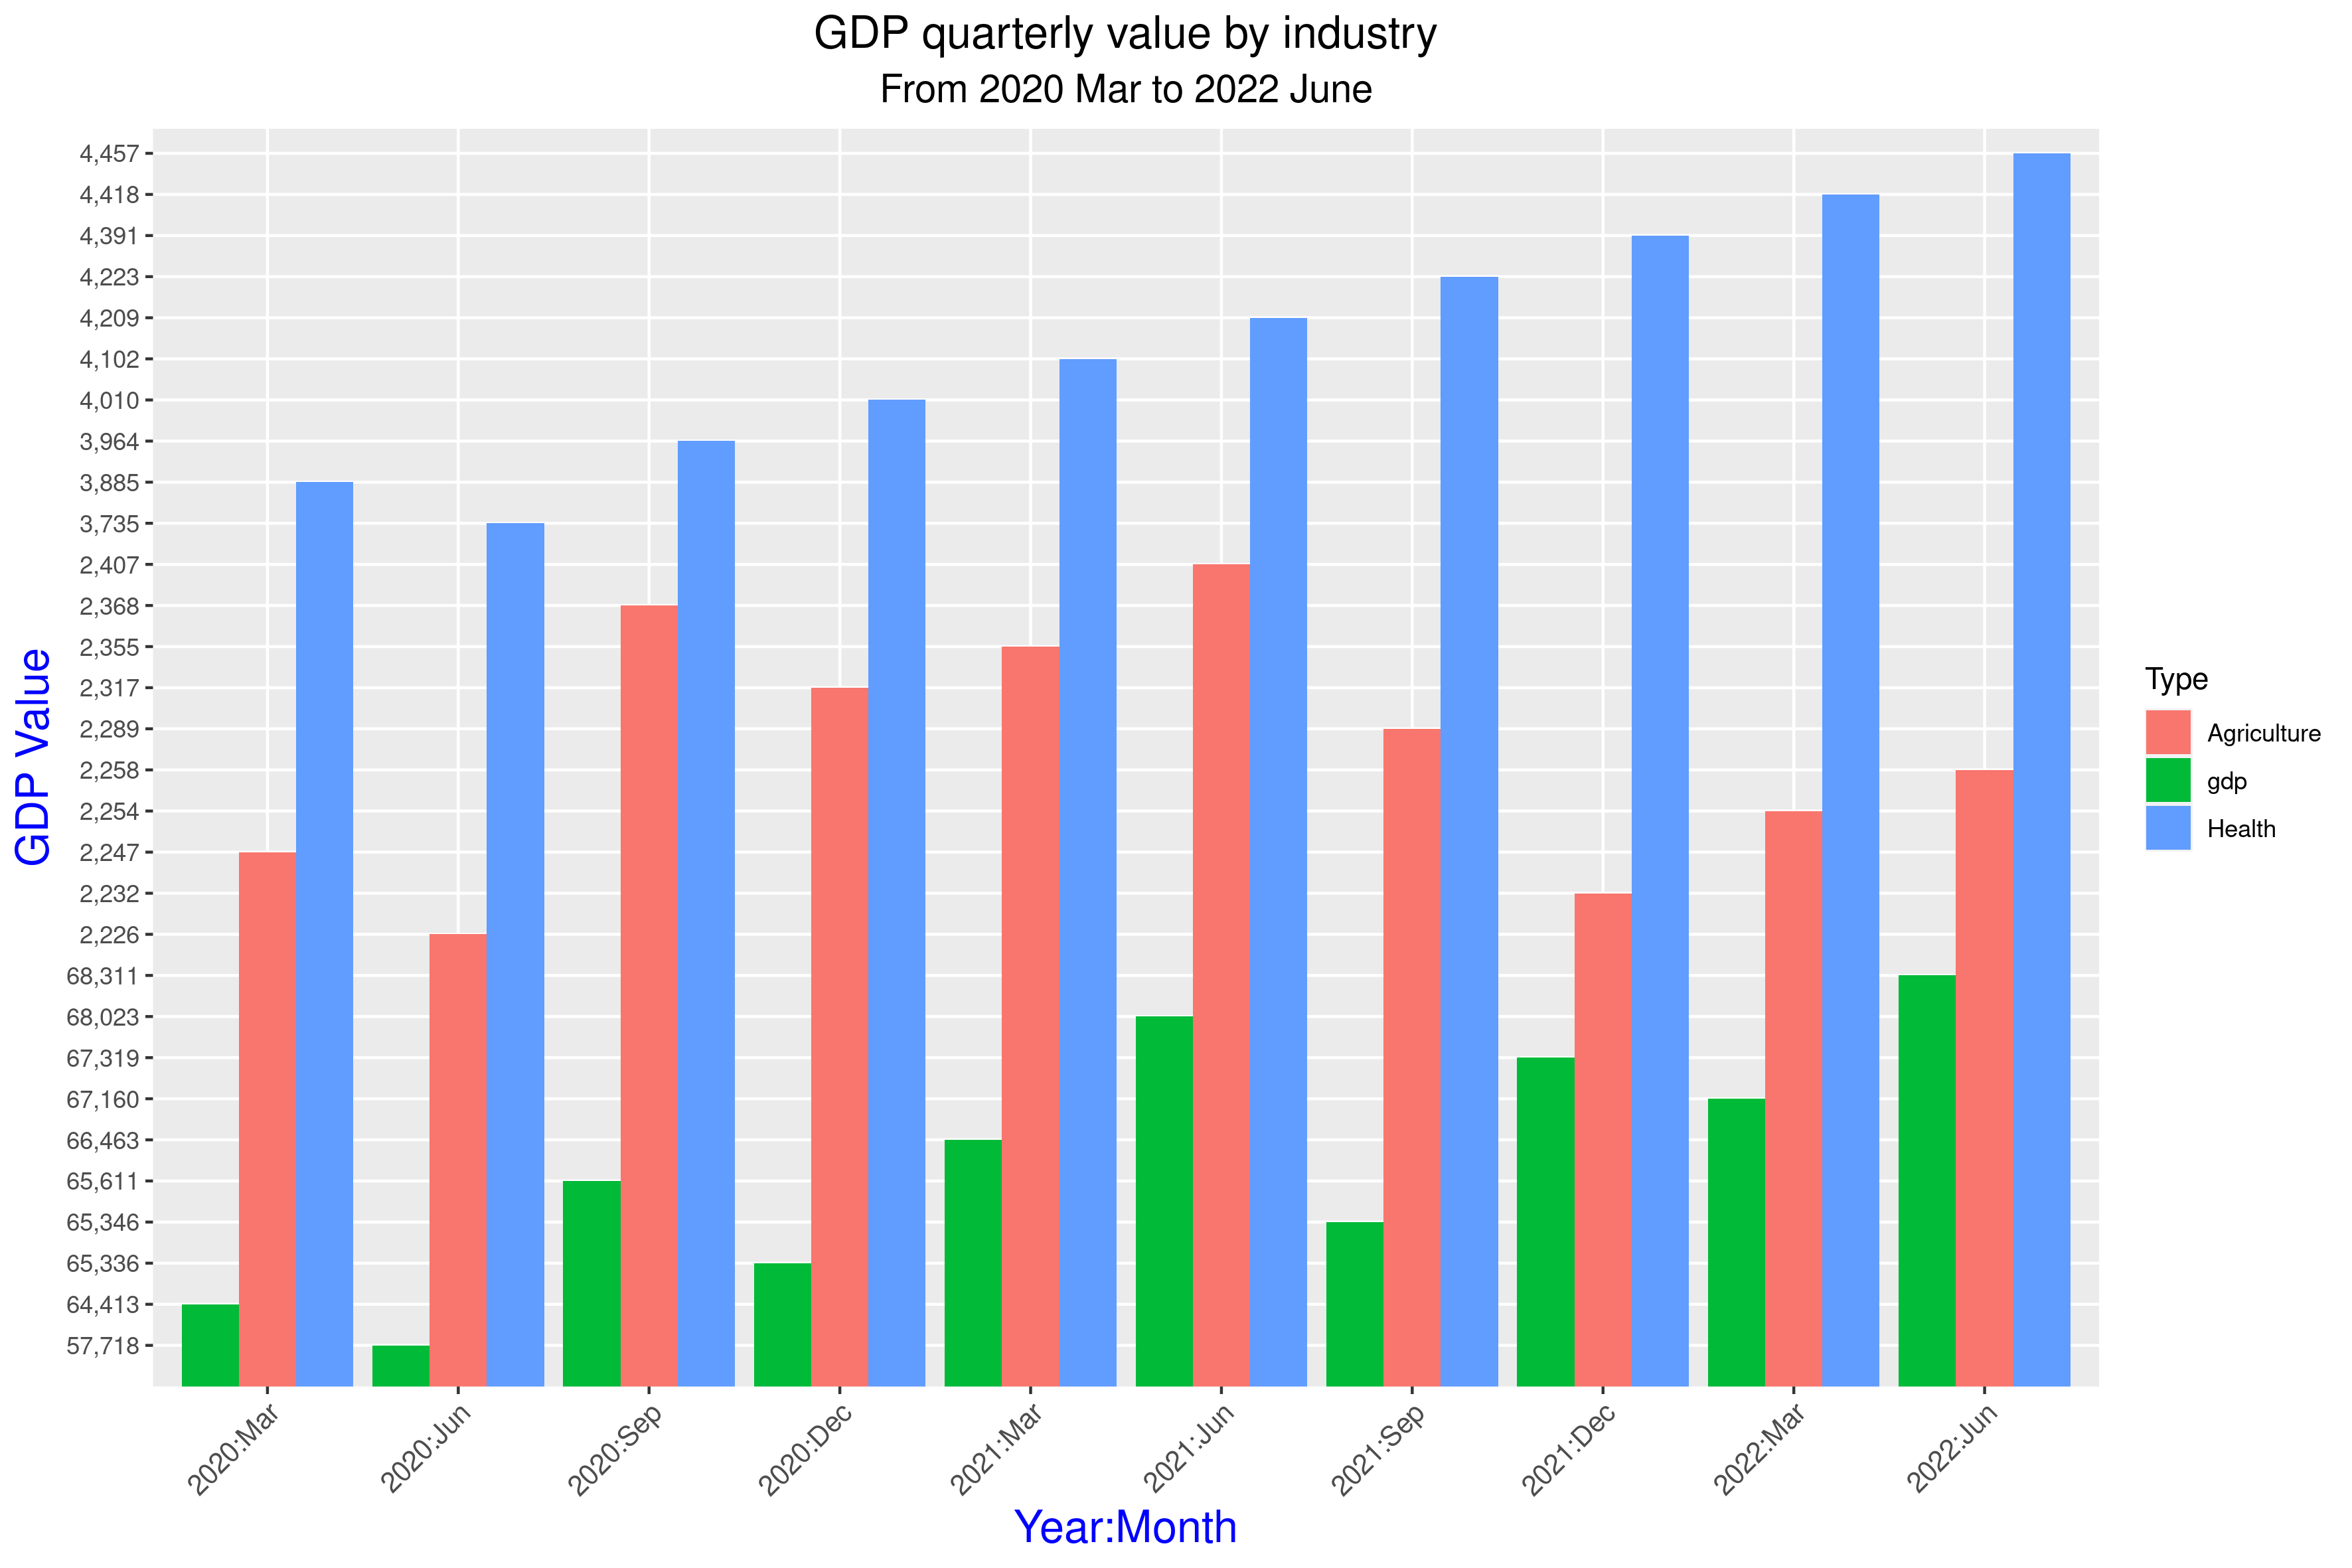 GDP quarterly value by industry
From 2020 Mar to 2022 June
GDP Value
4,457
4,418
4,391
4,223
4,209
4,102
4,010
3,964
3,885
3,735
2,407
2,368
2,355
2,317
2,289
2,258
2,254
2,247
2,232
2,226
68,311
68,023
67,319
67,160
66,463
65,611
65,346
65,336
64,413
57,718
2020:Mar
2020:Jun
2020:Sep
2020:Dec
2021:Mar
2021:Jun
2021:Sep
2021:Dec
2022:Mar
2022:Jun
Year:Month
Type
Agriculture
gdp
Health